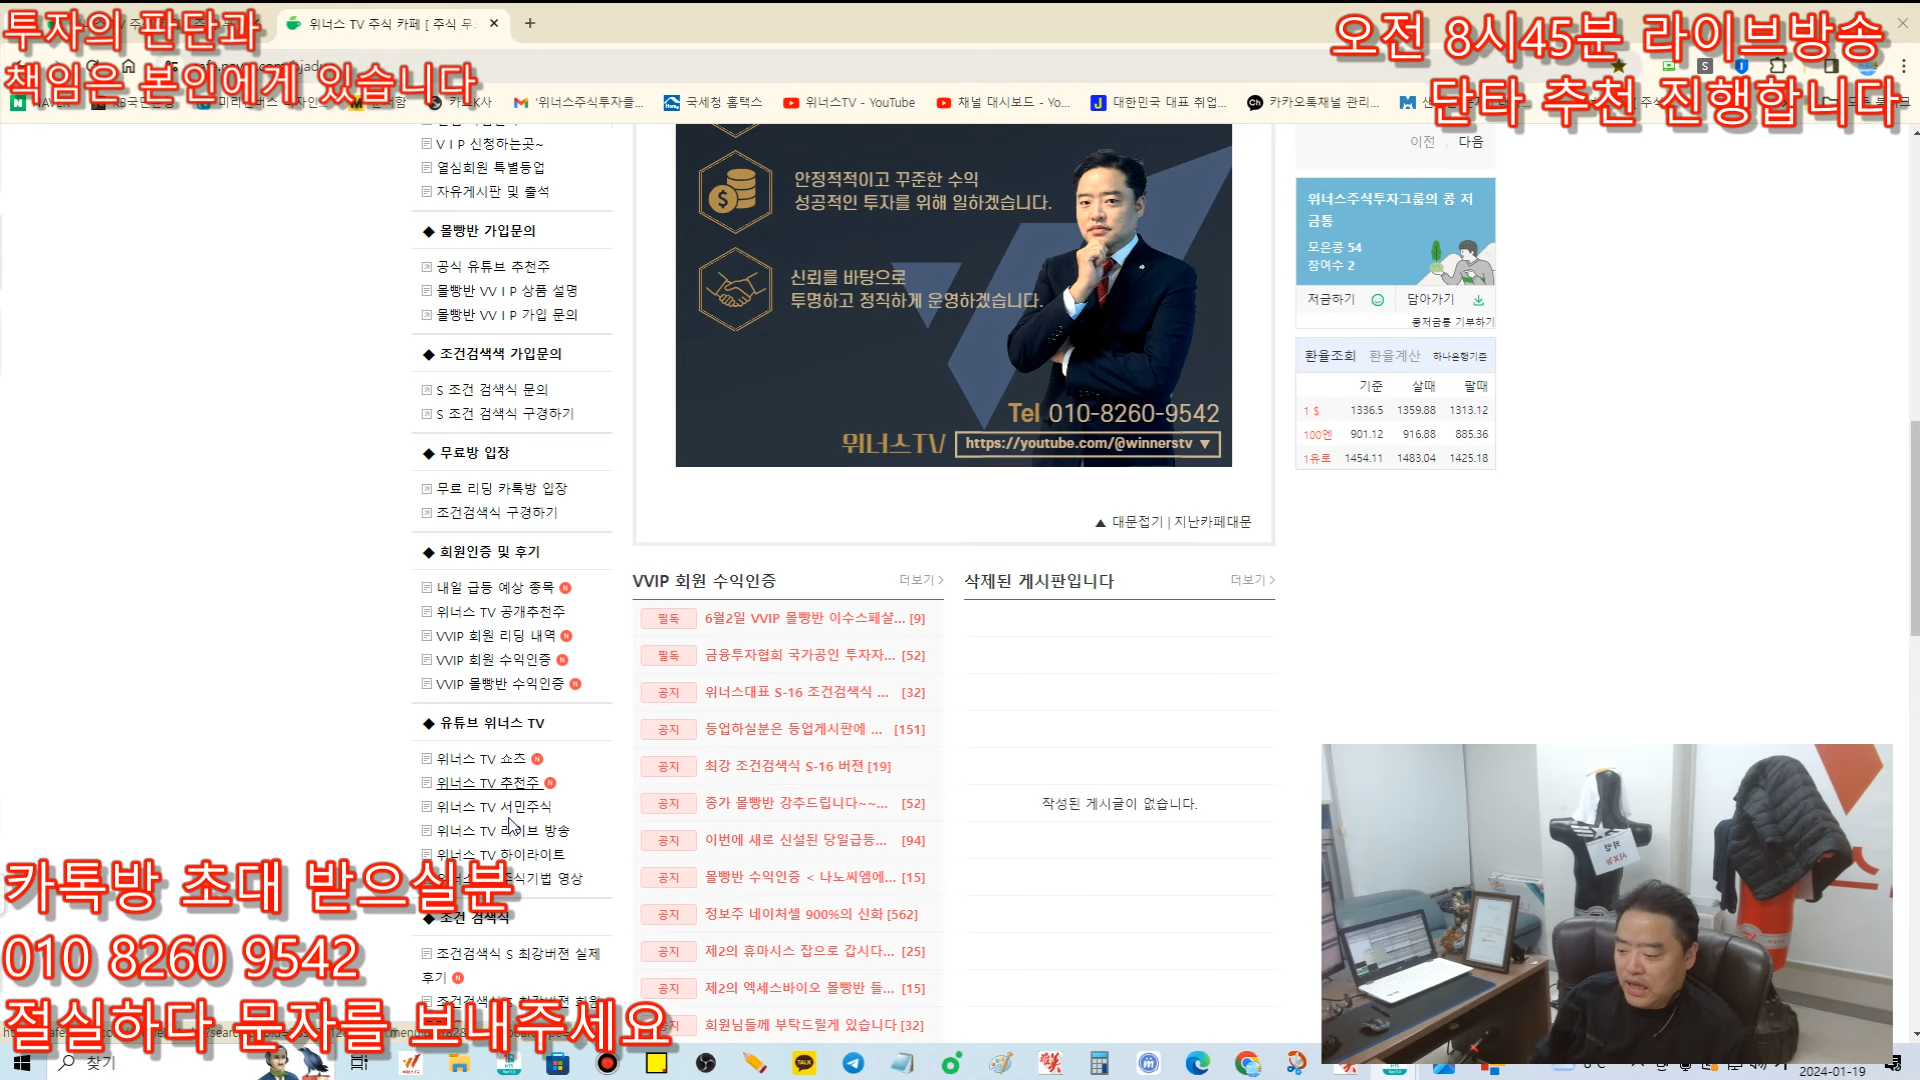 투자의 판단과
책임은 본인에게 있습니다
오전 8시45분 라이브방송
단타 추천 진행합니다
위너스 TV 주식 카페 [ 주식 무
위너스주식투자를...
국세청 홈택스
위너스TV - YouTube
채널 대시보드 - Yo...
대한민국 대표 취업...
카카오톡채널 관리...
V I P 신청하는곳~
열심회원 특별등업
자유게시판 및 출석
◆ 몰빵반 가입문의
공식 유튜브 추천주
몰빵반 VV I P 상품 설명
몰빵반 VV I P 가입 문의
◆ 조건검색색 가입문의
S 조건 검색식 문의
S 조건 검색식 구경하기
◆ 무료방 입장
무료 리딩 카톡방 입장
조건검색식 구경하기
◆ 회원인증 및 후기
내일 급등 예상 종목 N
위너스 TV 공개추천주
VVIP 회원 리딩 내역 N
VVIP 회원 수익인증 N
VVIP 몰빵반 수익인증 N
◆ 유튜브 위너스 TV
위너스 TV 쇼츠 N
위너스 TV 추천주 N
위너스 TV 서민주식
위너스 TV 라이브 방송
위너스 TV 하이라이트
주식기법 영상
◆ 조건 검색식
조건검색식 S 최강버젼 실제
후기 N
안정적적이고 꾸준한 수익
성공적인 투자를 위해 일하겠습니다.
신뢰를 바탕으로
투명하고 정직하게 운영하겠습니다.
Tel 010-8260-9542
위너스TV https://youtube.com/@winnerstv ▼
▲ 대문접기 | 지난카페대문
VVIP 회원 수익인증 더보기 >
필독 6월2일 VVIP 몰빵반 이수스페샬... [9]
필독 금융투자협회 국가공인 투자자... [52]
공지 위너스대표 S-16 조건검색식 ... [32]
공지 등업하실분은 등업게시판에 ... [151]
공지 최강 조건검색식 S-16 버젼 [19]
공지 종가 몰빵반 강추드립니다~~... [52]
공지 이번에 새로 신설된 당일급등... [94]
공지 몰빵반 수익인증 < 나노씨엠에... [15]
공지 정보주 네이처셀 900%의 신화 [562]
공지 제2의 휴마시스 잡으로 갑시다... [25]
공지 제2의 엑세스바이오 몰빵반 들... [15]
공지 회원님들께 부탁드릴게 있습니다 [32]
삭제된 게시판입니다 더보기 >
작성된 게시글이 없습니다.
이전 다음
위너스주식투자그룹의 콩 저
금통
모은콩 54
참여수 2
저금하기 담아가기
콩저금통 기부하기
환율조회 환율계산 하나은행기준
기준 살때 팔때
1 $ 1336.5 1359.88 1313.12
100엔 901.12 916.88 885.36
1유로 1454.11 1483.04 1425.18
카톡방 초대 받으실분
010 8260 9542
절실하다 문자를 보내주세요
찾기
2024-01-19